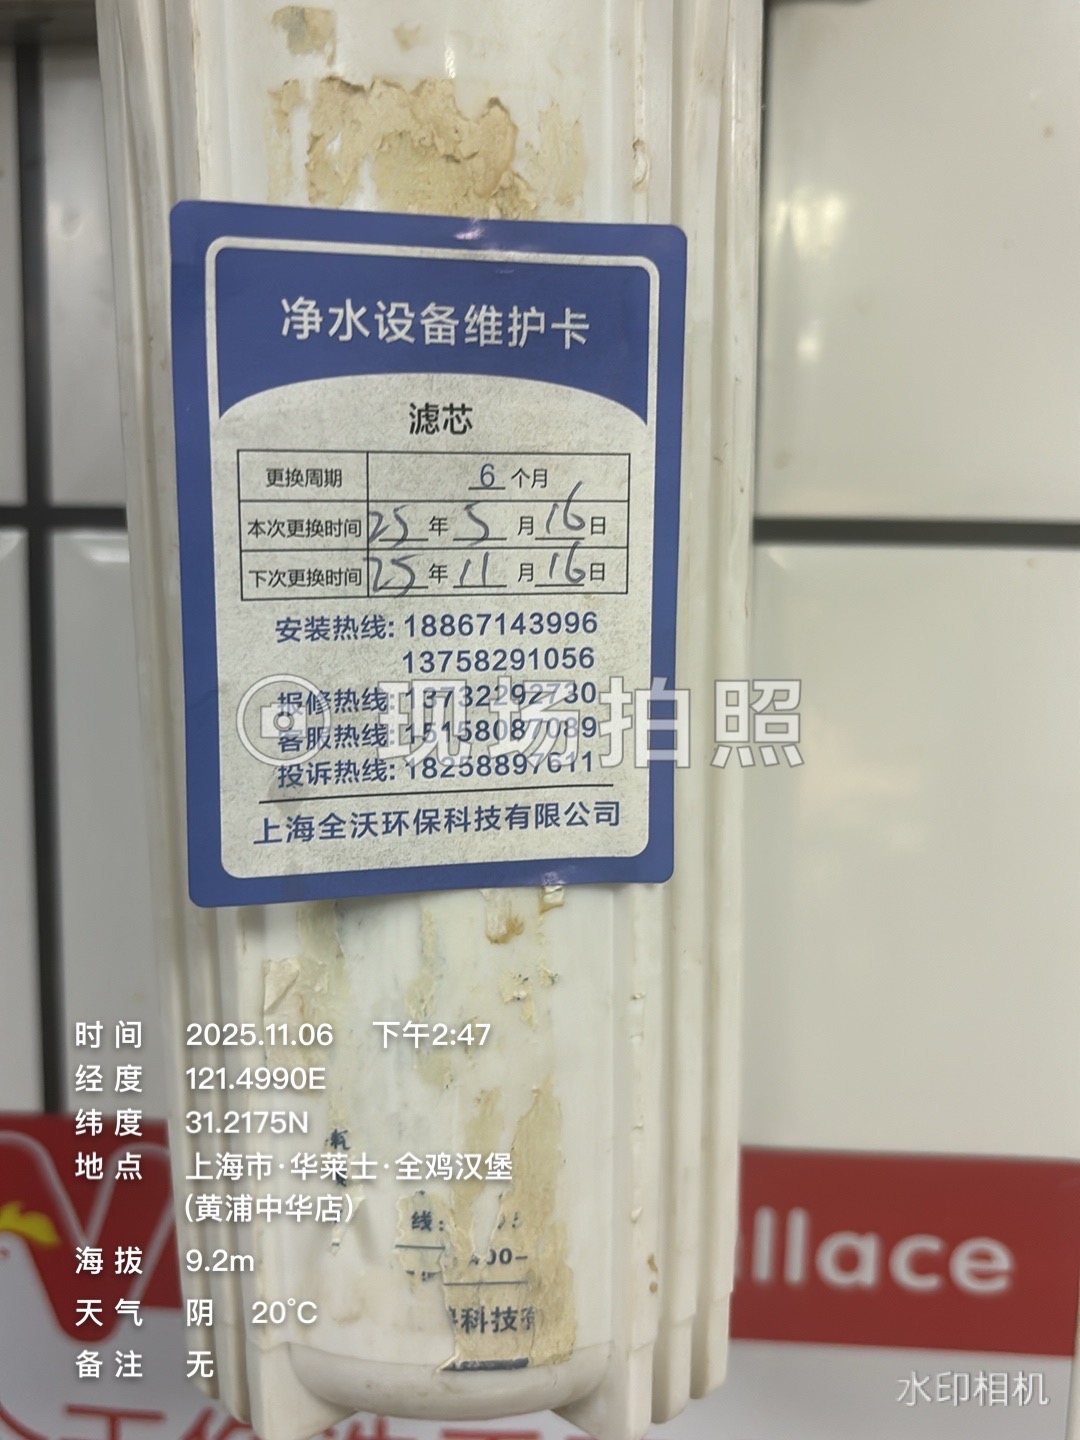 净水设备维护卡
滤芯
更换周期 6 个月
本次更换时间 25 年 5 月 16 日
下次更换时间 25 年 11 月 16 日
安装热线: 18867143996
13758291056
报修热线: 13732292730
客服热线: 15158087089
投诉热线: 18258897611
现场拍照
上海全沃环保科技有限公司
时间 2025.11.06 下午2:47
经度 121.4990E
纬度 31.2175N
地点 上海市·华莱士·全鸡汉堡
(黄浦中华店)
海拔 9.2m
天气 阴 20°C
备注 无
线:
400-
科技有
llace
水印相机